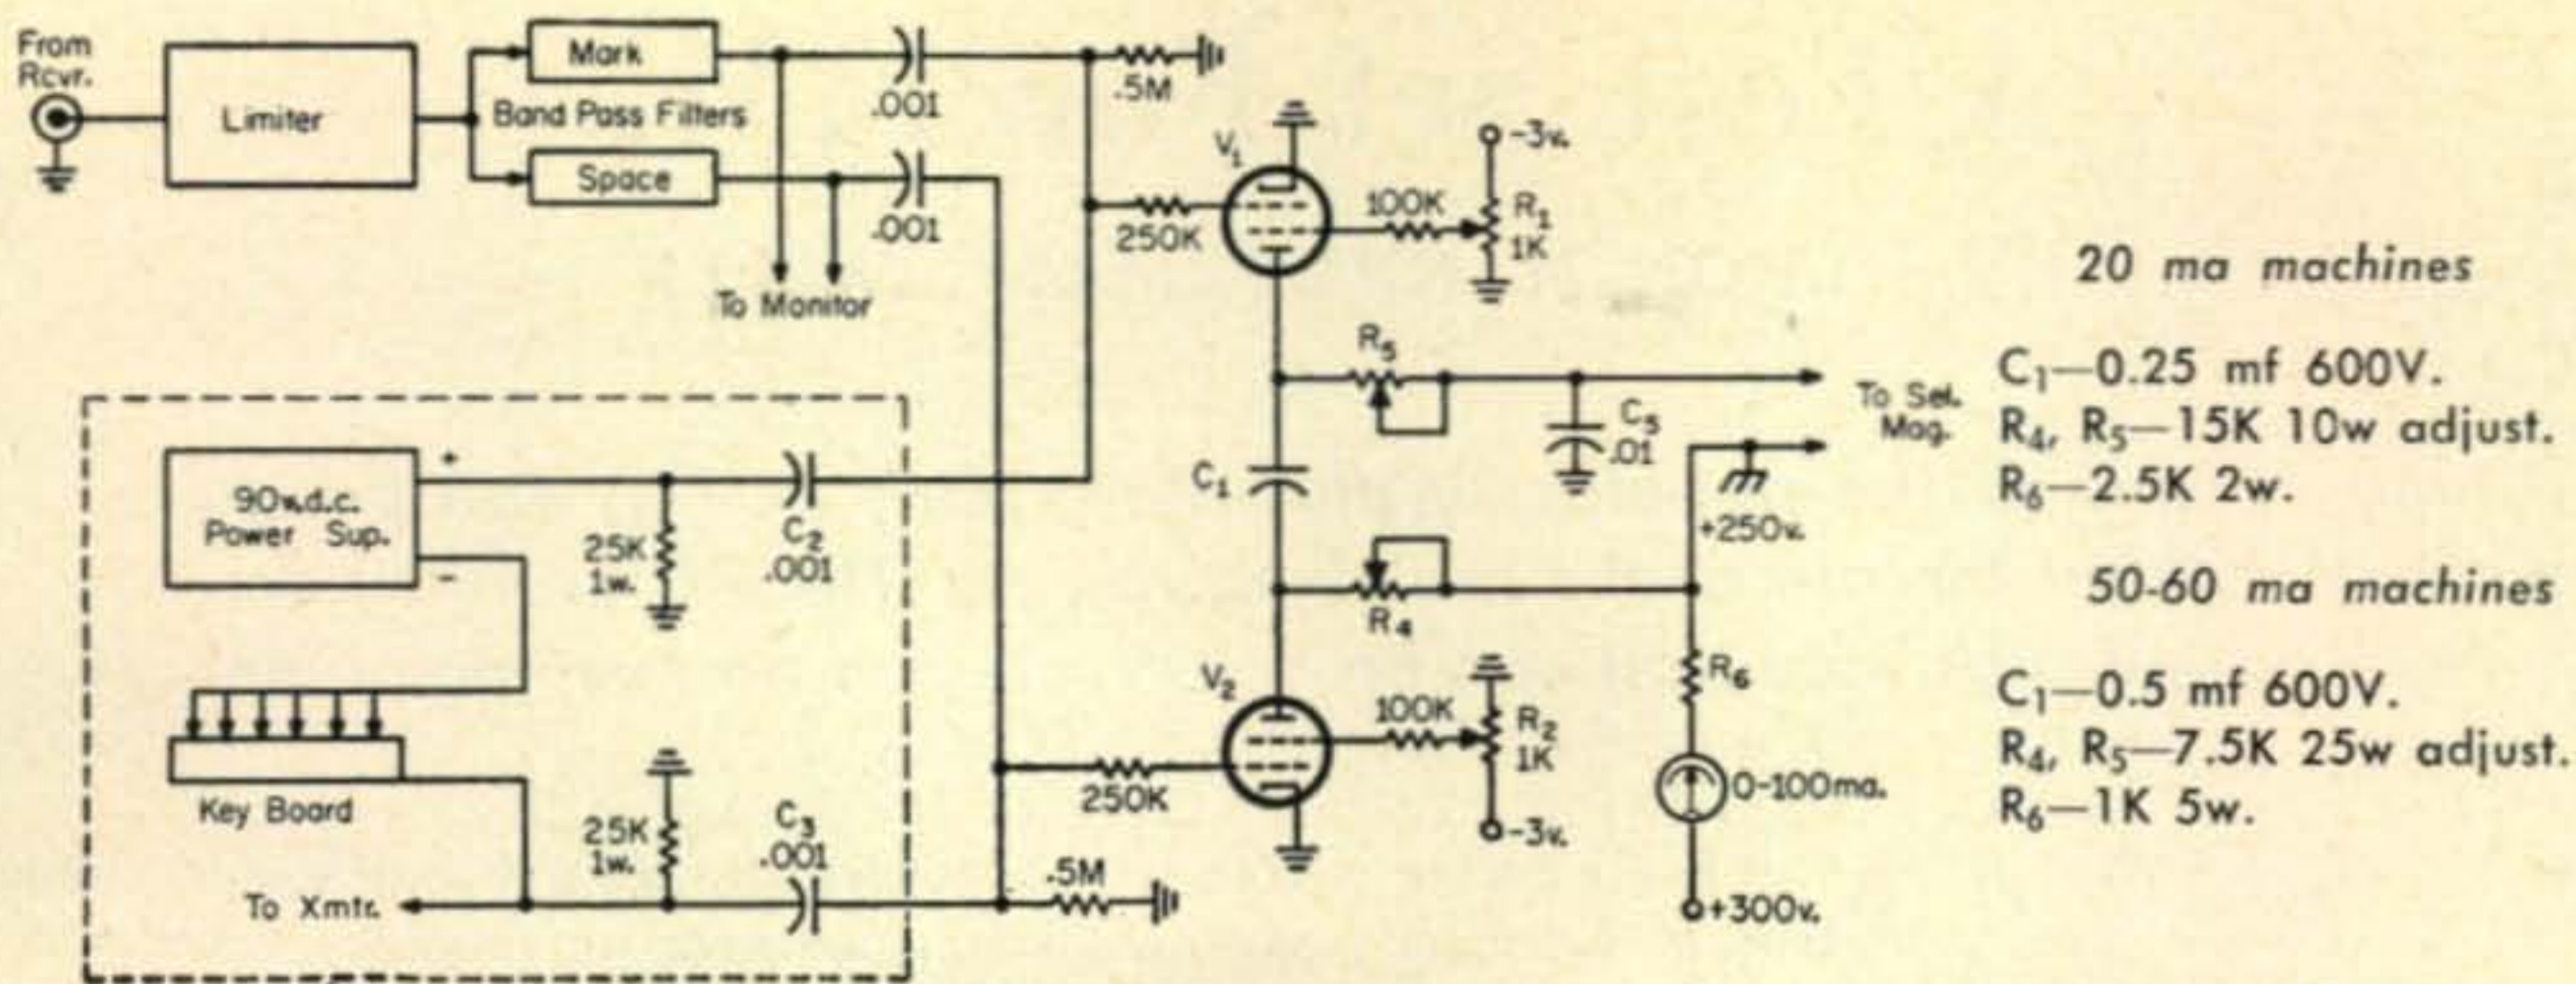 From
Rcvr.
Limiter
Mark
Band Pass Filters
Space
.001
.001
To Monitor
.5M
250K
V₁
100K
-3v.
R₁
1K
R₅
C₅
.01
To Sel.
Mag.
C₁
+250v.
R₄
90v.d.c.
Power Sup.
+
-
25K
1w.
C₂
.001
Key Board
25K
1w.
C₃
.001
To Xmtr.
.5M
250K
V₂
100K
R₂
1K
-3v.
R₆
0-100ma.
+300v.
20 ma machines
C₁—0.25 mf 600V.
R₄, R₅—15K 10w adjust.
R₆—2.5K 2w.
50-60 ma machines
C₁—0.5 mf 600V.
R₄, R₅—7.5K 25w adjust.
R₆—1K 5w.